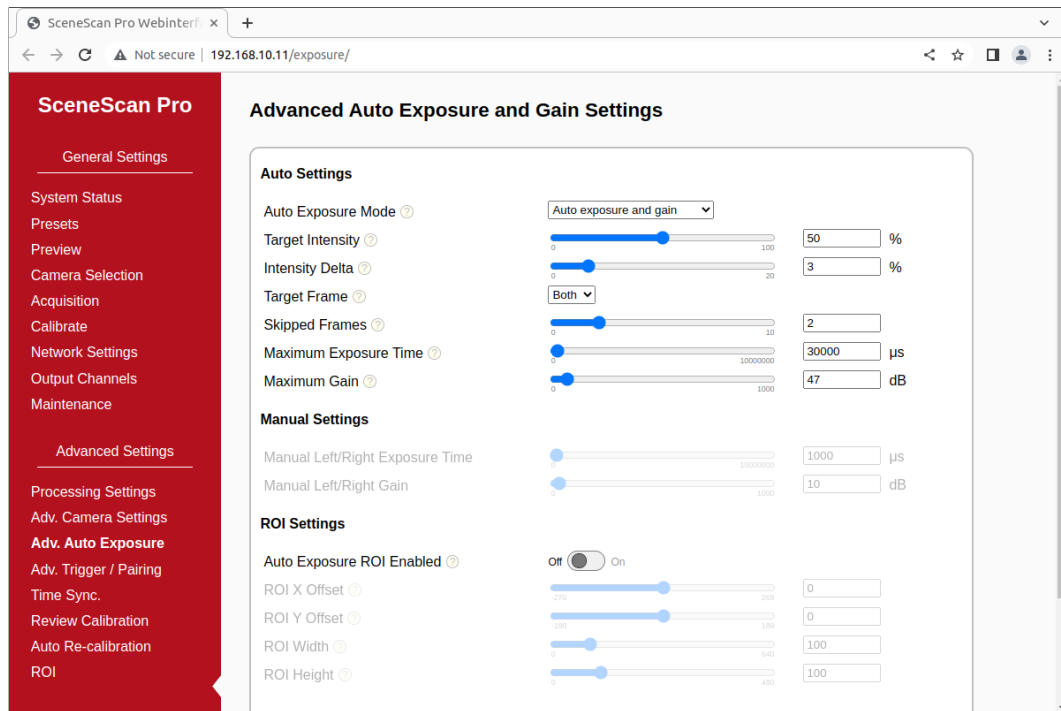 SceneScan Pro Webinterf
Not secure | 192.168.10.11/exposure/
SceneScan Pro
General Settings
System Status
Presets
Preview
Camera Selection
Acquisition
Calibrate
Network Settings
Output Channels
Maintenance
Advanced Settings
Processing Settings
Adv. Camera Settings
Adv. Auto Exposure
Adv. Trigger / Pairing
Time Sync.
Review Calibration
Auto Re-calibration
ROI
Advanced Auto Exposure and Gain Settings
Auto Settings
Auto Exposure Mode ? Auto exposure and gain
Target Intensity ? 50 %
0 100
Intensity Delta ? 3 %
0 20
Target Frame ? Both
Skipped Frames ? 2
0 10
Maximum Exposure Time ? 30000 µs
0 10000000
Maximum Gain ? 47 dB
0 1000
Manual Settings
Manual Left/Right Exposure Time 1000 µs
0 10000000
Manual Left/Right Gain 10 dB
0 1000
ROI Settings
Auto Exposure ROI Enabled ? Off On
ROI X Offset ? 0
-270 269
ROI Y Offset ? 0
-190 189
ROI Width ? 100
0 640
ROI Height ? 100
0 480